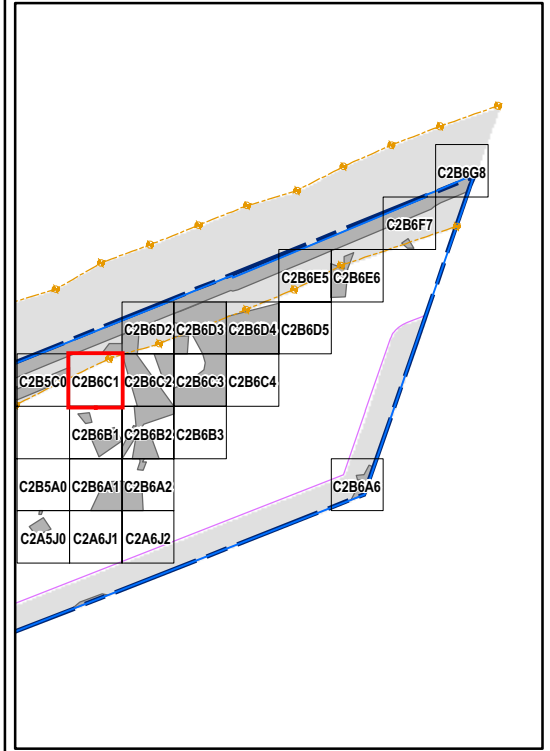 C2B6G8
C2B6F7
C2B6E5 C2B6E6
C2B6D2 C2B6D3 C2B6D4 C2B6D5
C2B5C0 C2B6C1 C2B6C2 C2B6C3 C2B6C4
C2B6B1 C2B6B2 C2B6B3
C2B5A0 C2B6A1 C2B6A2 C2B6A6
C2A5J0 C2A6J1 C2A6J2